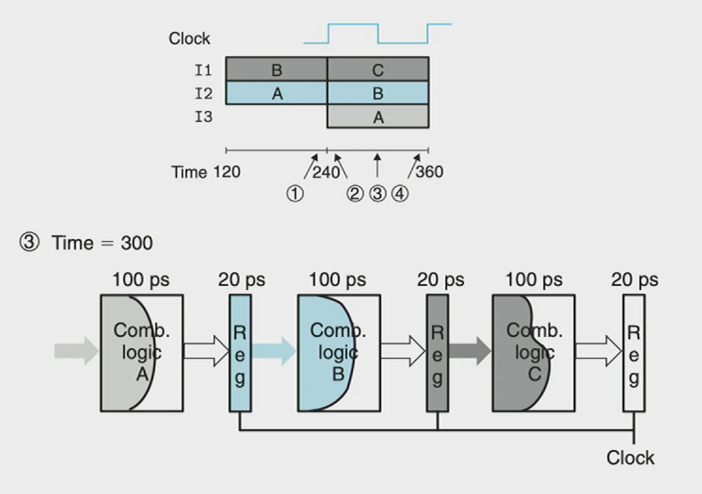 Clock
I1 B C
I2 A B
I3 A
Time 120 240 360
① ② ③ ④
③ Time = 300
100 ps 20 ps 100 ps 20 ps 100 ps 20 ps
Comb. logic A
Reg
Comb. logic B
Reg
Comb. logic C
Reg
Clock